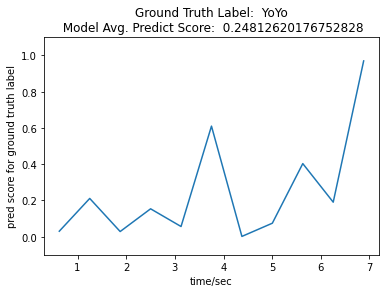 Ground Truth Label:  YoYo
Model Avg. Predict Score:  0.24812620176752828
1.0
0.8
0.6
0.4
0.2
0.0
pred score for ground truth label
1 2 3 4 5 6 7
time/sec